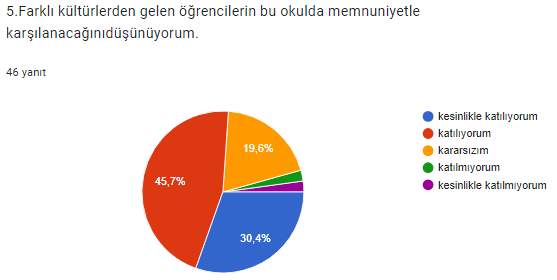 5.Farklı kültürlerden gelen öğrencilerin bu okulda memnuniyetle
karşılanacağınıdüşünüyorum.
46 yanıt
kesinlikle katılıyorum
katılıyorum
kararsızım
katılmıyorum
kesinlikle katılmıyorum
19,6%
45,7%
30,4%